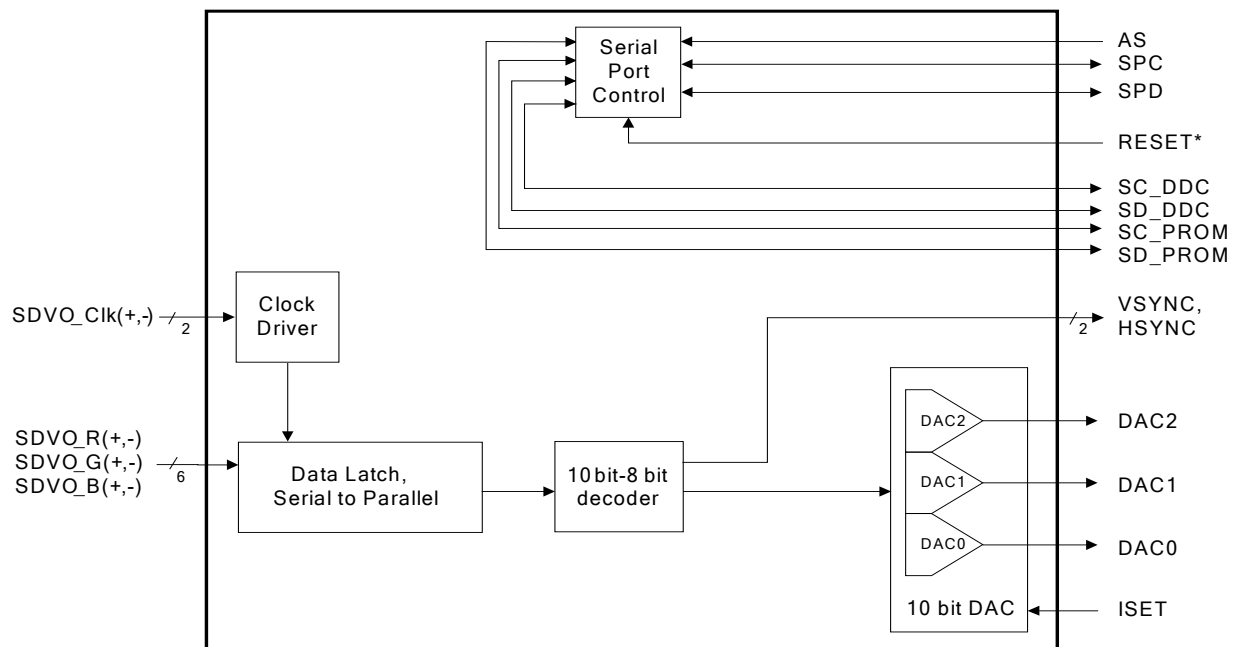 Serial
Port
Control
AS
SPC
SPD
RESET*
SC_DDC
SD_DDC
SC_PROM
SD_PROM
SDVO_Clk(+,-)
2
Clock
Driver
2
VSYNC,
HSYNC
SDVO_R(+,-)
SDVO_G(+,-)
SDVO_B(+,-)
6
Data Latch,
Serial to Parallel
10bit-8 bit
decoder
DAC2
DAC1
DAC0
10 bit DAC
DAC2
DAC1
DAC0
ISET